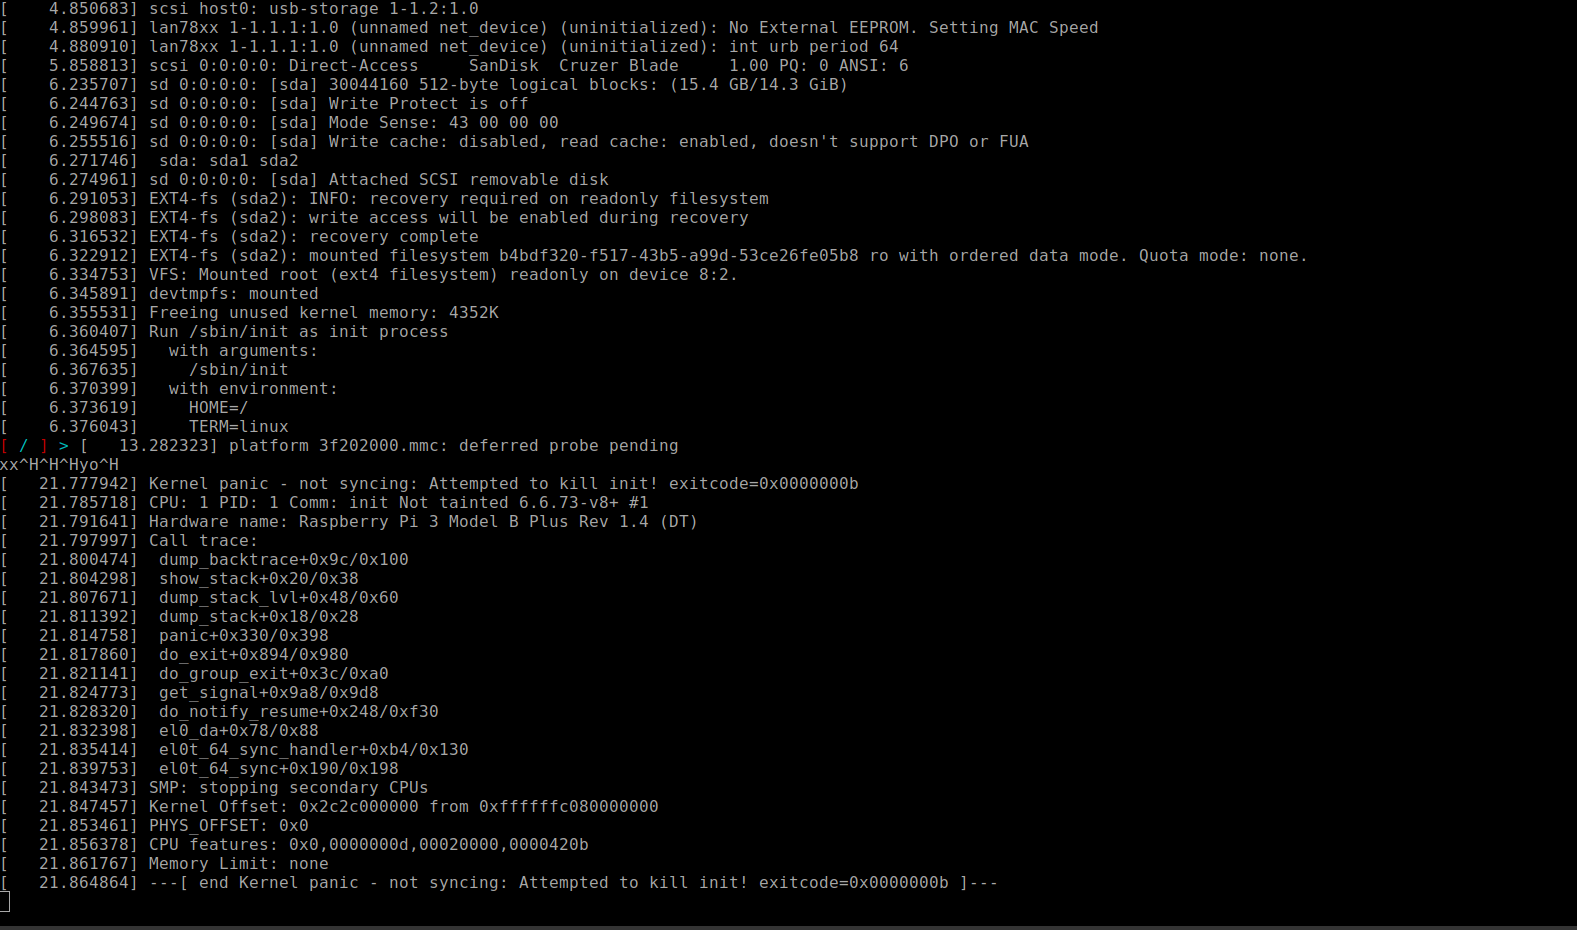 [    4.850683] scsi host0: usb-storage 1-1.2:1.0
[    4.859961] lan78xx 1-1.1.1:1.0 (unnamed net_device) (uninitialized): No External EEPROM. Setting MAC Speed
[    4.880910] lan78xx 1-1.1.1:1.0 (unnamed net_device) (uninitialized): int urb period 64
[    5.858813] scsi 0:0:0:0: Direct-Access     SanDisk  Cruzer Blade     1.00 PQ: 0 ANSI: 6
[    6.235707] sd 0:0:0:0: [sda] 30044160 512-byte logical blocks: (15.4 GB/14.3 GiB)
[    6.244763] sd 0:0:0:0: [sda] Write Protect is off
[    6.249674] sd 0:0:0:0: [sda] Mode Sense: 43 00 00 00
[    6.255516] sd 0:0:0:0: [sda] Write cache: disabled, read cache: enabled, doesn't support DPO or FUA
[    6.271746]  sda: sda1 sda2
[    6.274961] sd 0:0:0:0: [sda] Attached SCSI removable disk
[    6.291053] EXT4-fs (sda2): INFO: recovery required on readonly filesystem
[    6.298083] EXT4-fs (sda2): write access will be enabled during recovery
[    6.316532] EXT4-fs (sda2): recovery complete
[    6.322912] EXT4-fs (sda2): mounted filesystem b4bdf320-f517-43b5-a99d-53ce26fe05b8 ro with ordered data mode. Quota mode: none.
[    6.334753] VFS: Mounted root (ext4 filesystem) readonly on device 8:2.
[    6.345891] devtmpfs: mounted
[    6.355531] Freeing unused kernel memory: 4352K
[    6.360407] Run /sbin/init as init process
[    6.364595]   with arguments:
[    6.367635]     /sbin/init
[    6.370399]   with environment:
[    6.373619]     HOME=/
[    6.376043]     TERM=linux
[ / ] > [   13.282323] platform 3f202000.mmc: deferred probe pending
xx^H^H^Hyo^H
[   21.777942] Kernel panic - not syncing: Attempted to kill init! exitcode=0x0000000b
[   21.785718] CPU: 1 PID: 1 Comm: init Not tainted 6.6.73-v8+ #1
[   21.791641] Hardware name: Raspberry Pi 3 Model B Plus Rev 1.4 (DT)
[   21.797997] Call trace:
[   21.800474]  dump_backtrace+0x9c/0x100
[   21.804298]  show_stack+0x20/0x38
[   21.807671]  dump_stack_lvl+0x48/0x60
[   21.811392]  dump_stack+0x18/0x28
[   21.814758]  panic+0x330/0x398
[   21.817860]  do_exit+0x894/0x980
[   21.821141]  do_group_exit+0x3c/0xa0
[   21.824773]  get_signal+0x9a8/0x9d8
[   21.828320]  do_notify_resume+0x248/0xf30
[   21.832398]  el0_da+0x78/0x88
[   21.835414]  el0t_64_sync_handler+0xb4/0x130
[   21.839753]  el0t_64_sync+0x190/0x198
[   21.843473] SMP: stopping secondary CPUs
[   21.847457] Kernel Offset: 0x2c2c000000 from 0xffffffc080000000
[   21.853461] PHYS_OFFSET: 0x0
[   21.856378] CPU features: 0x0,0000000d,00020000,0000420b
[   21.861767] Memory Limit: none
[   21.864864] ---[ end Kernel panic - not syncing: Attempted to kill init! exitcode=0x0000000b ]---